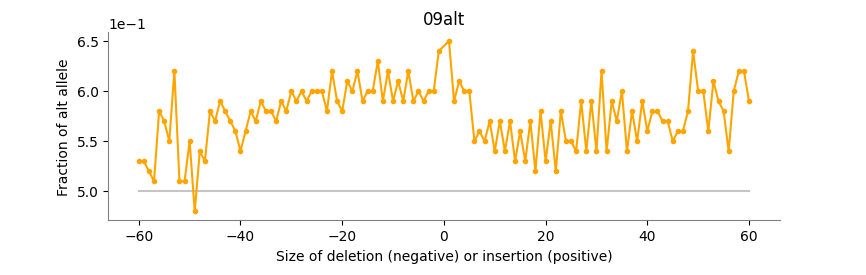 09alt
1e−1
6.5
6.0
5.5
5.0
Fraction of alt allele
−60 −40 −20 0 20 40 60
Size of deletion (negative) or insertion (positive)